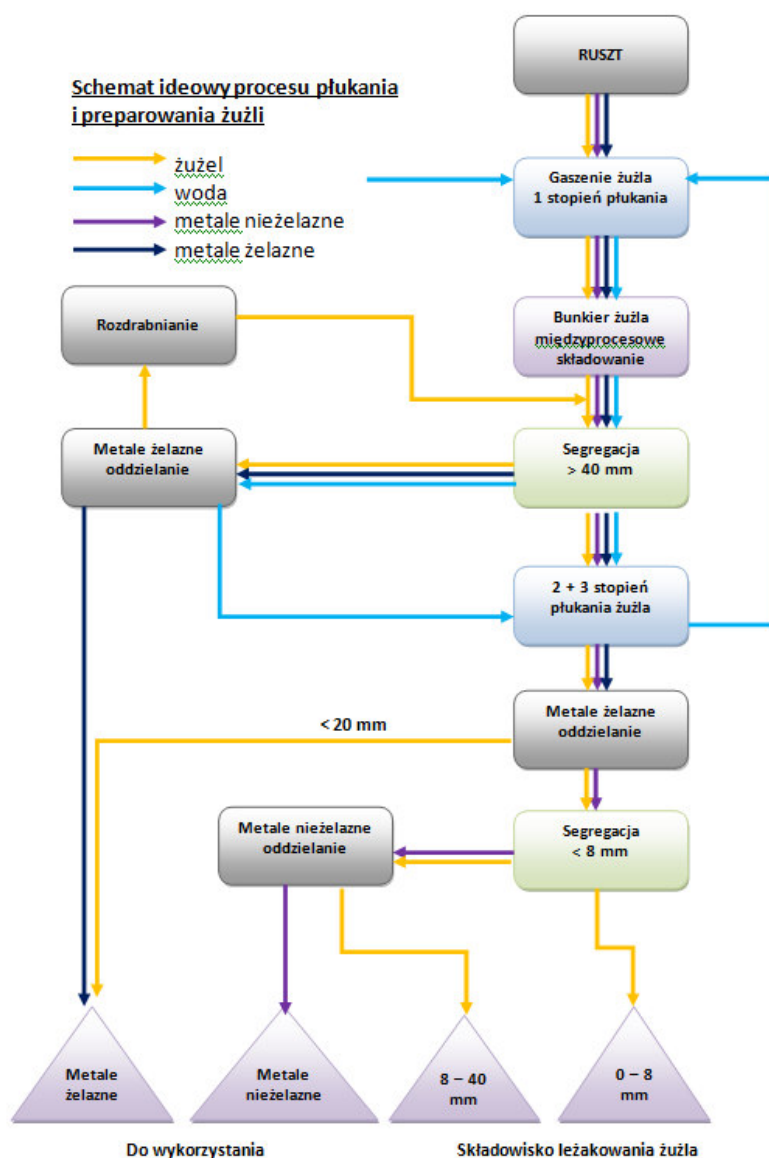 RUSZT
Schemat ideowy procesu płukania
i preparowania żużli
żużel
woda
metale nieżelazne
metale żelazne
Gaszenie żużla
1 stopień płukania
Rozdrabnianie
Bunkier żużla
międzyprocesowe
składowanie
Metale żelazne
oddzielanie
Segregacja
> 40 mm
2 + 3 stopień
płukania żużla
Metale żelazne
oddzielanie
< 20 mm
Metale nieżelazne
oddzielanie
Segregacja
< 8 mm
Metale
żelazne
Metale
nieżelazne
8 – 40
mm
0 – 8
mm
Do wykorzystania
Składowisko leżakowania żużla